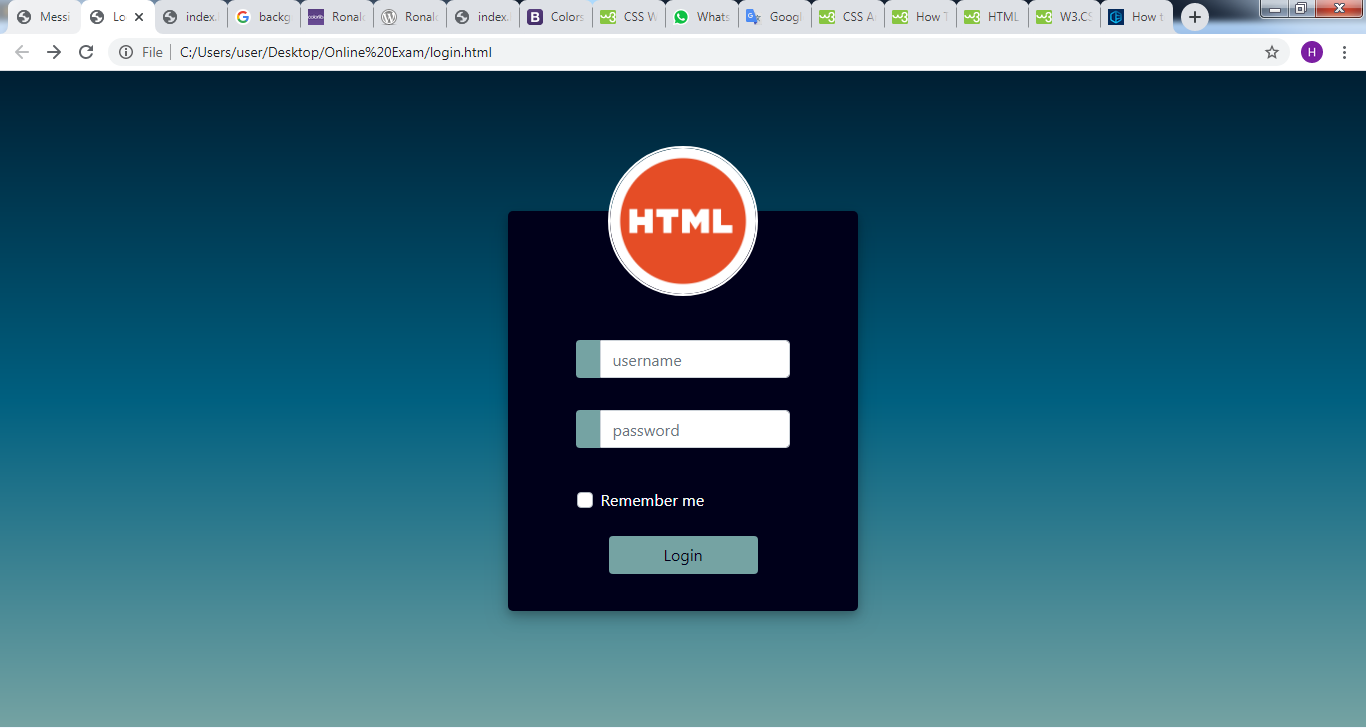 Messi Lo index. backg Ronal Ronal index. Colors CSS W Whats Googl CSS A How T HTML W3.CS How t
File C:/Users/user/Desktop/Online%20Exam/login.html H
HTML
username
password
Remember me
Login